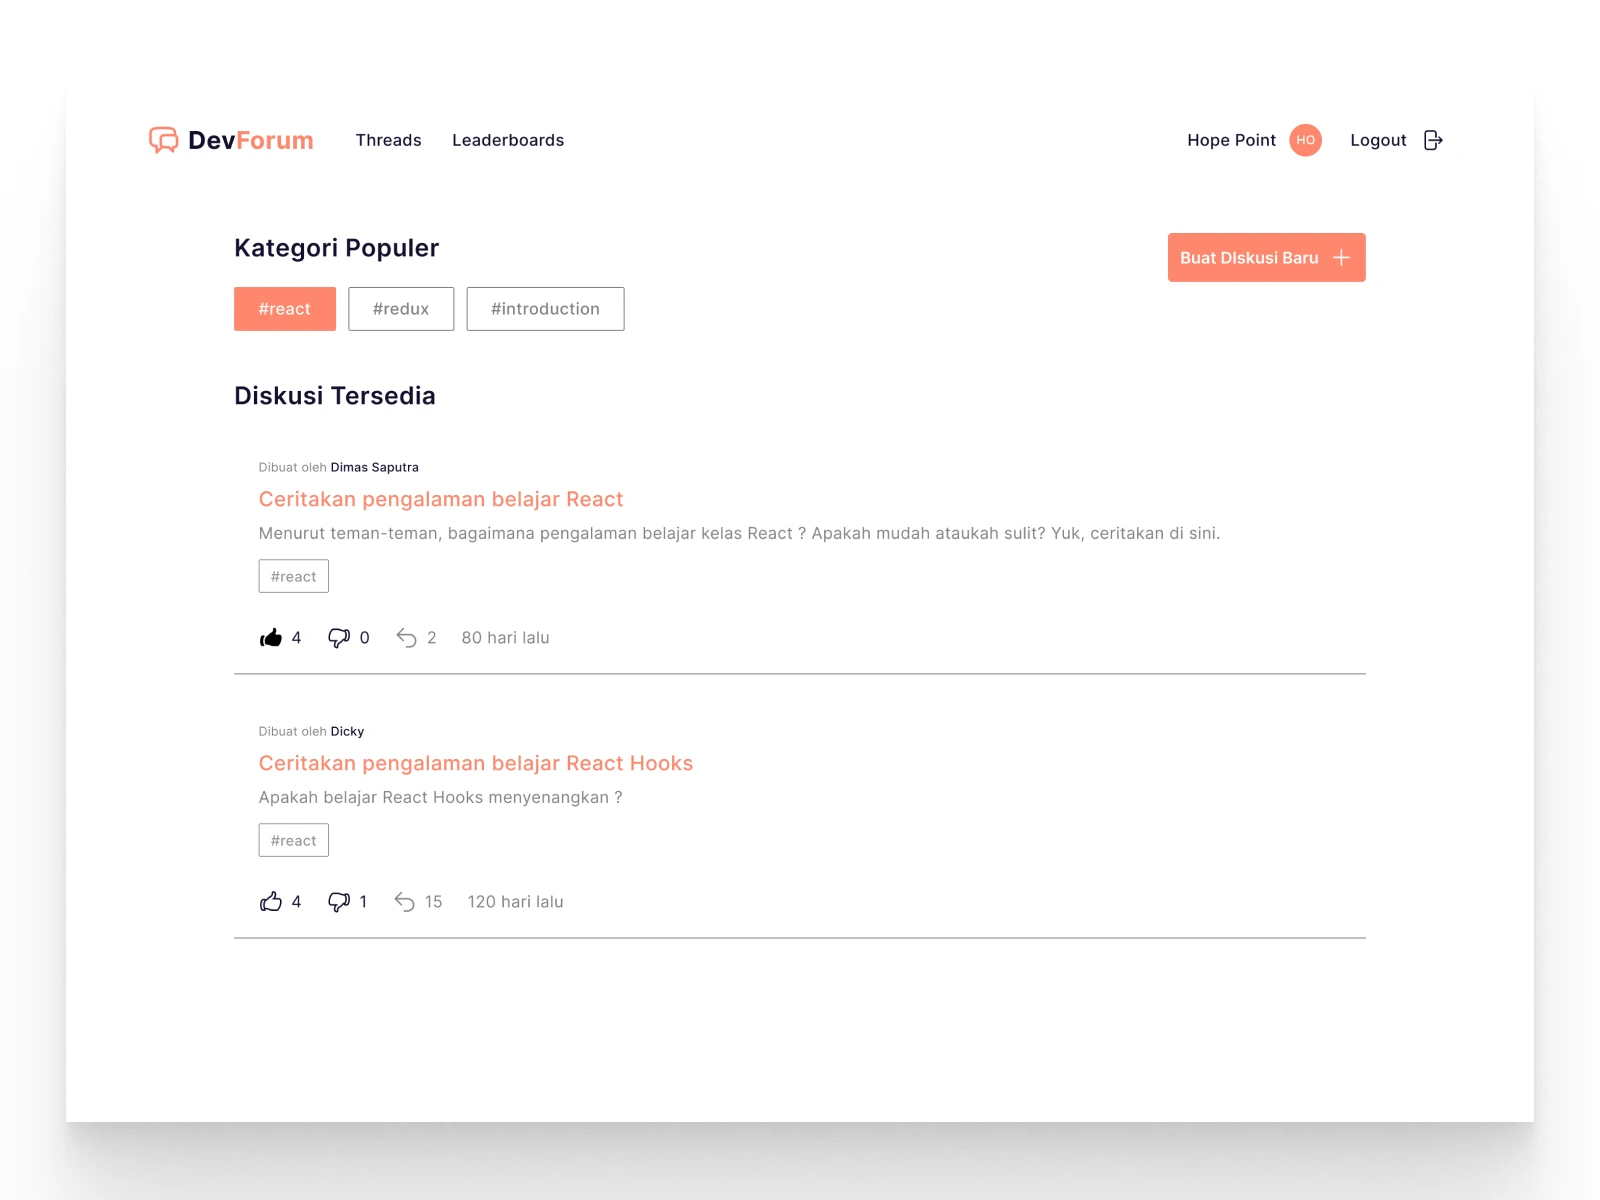 DevForum
Threads
Leaderboards
Hope Point
HO
Logout
Kategori Populer
Buat DIskusi Baru
#react
#redux
#introduction
Diskusi Tersedia
Dibuat oleh Dimas Saputra
Ceritakan pengalaman belajar React
Menurut teman-teman, bagaimana pengalaman belajar kelas React ? Apakah mudah ataukah sulit? Yuk, ceritakan di sini.
#react
4 0 2 80 hari lalu
Dibuat oleh Dicky
Ceritakan pengalaman belajar React Hooks
Apakah belajar React Hooks menyenangkan ?
#react
4 1 15 120 hari lalu